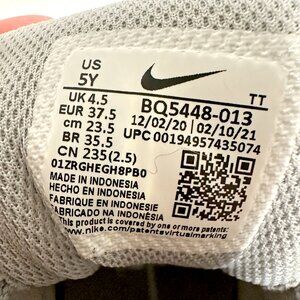 US
5Y
UK 4.5
EUR 37.5
cm 23.5
BR 35.5
CN 235(2.5)
TT
BQ5448-013
12/02/20 02/10/21
UPC 00194957435074
01ZRGHEGH8PB0
MADE IN INDONESIA
HECHO EN INDONESIA
FABRIQUE EN INDONESIE
FABRICADO NA INDONÉSIA
This product is covered by one or more patents:
www.nike.com/patentsvirtualmarking